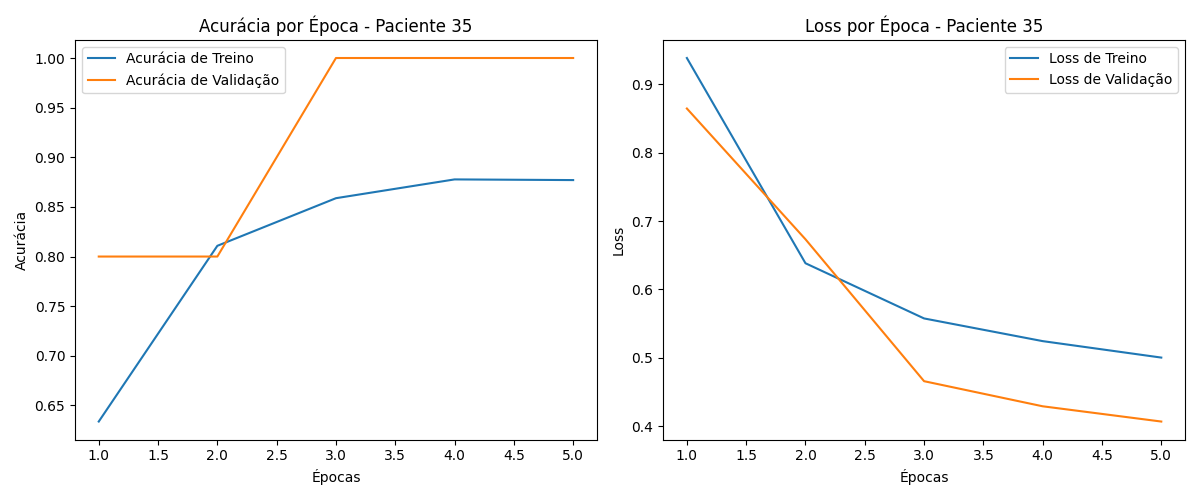 Acurácia por Época - Paciente 35
Acurácia de Treino
Acurácia de Validação
1.00
0.95
0.90
0.85
0.80
0.75
0.70
0.65
Acurácia
1.0 1.5 2.0 2.5 3.0 3.5 4.0 4.5 5.0
Épocas
Loss por Época - Paciente 35
Loss de Treino
Loss de Validação
0.9
0.8
0.7
0.6
0.5
0.4
Loss
1.0 1.5 2.0 2.5 3.0 3.5 4.0 4.5 5.0
Épocas